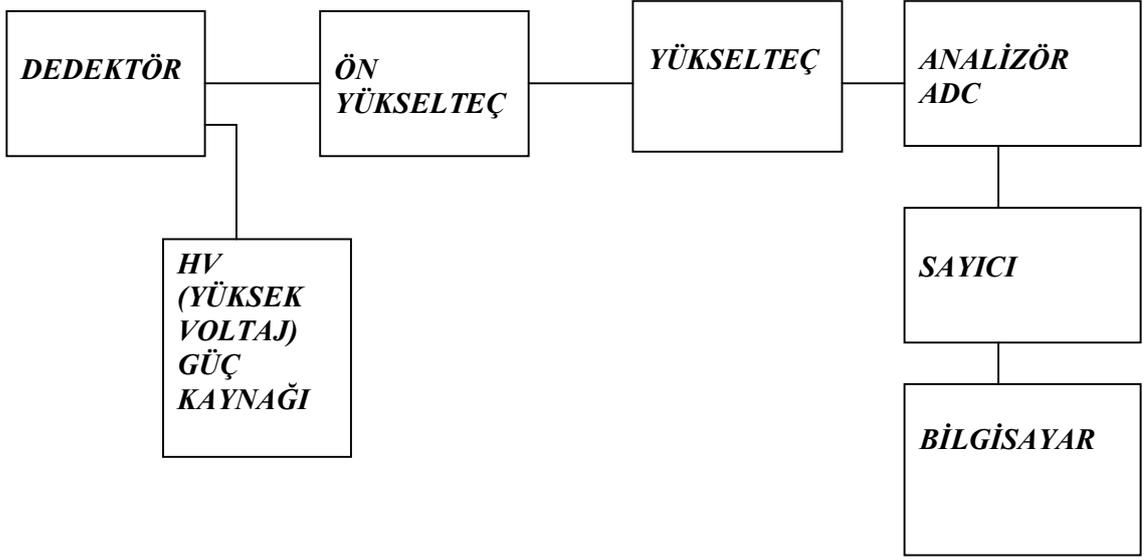 DEDEKTÖR
ÖN
YÜKSELTEÇ
YÜKSELTEÇ
ANALİZÖR
ADC
HV
(YÜKSEK
VOLTAJ)
GÜÇ
KAYNAĞI
SAYICI
BİLGİSAYAR